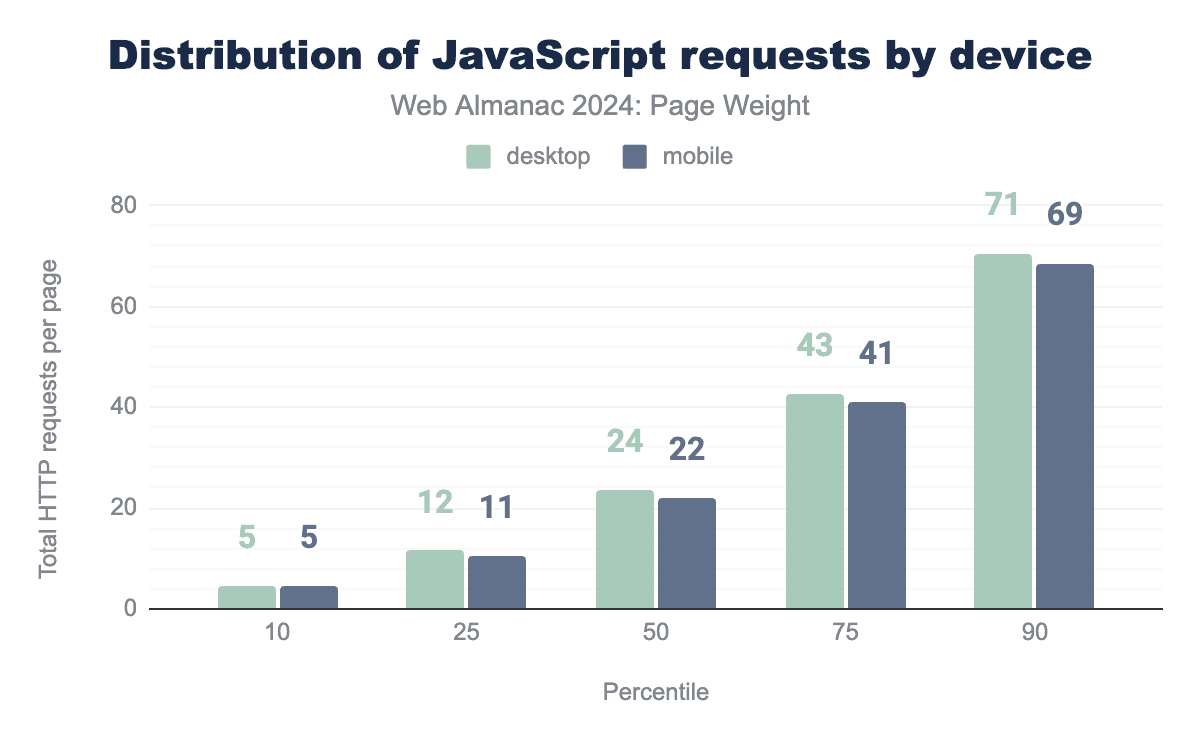 Distribution of JavaScript requests by device
Web Almanac 2024: Page Weight
desktop mobile
Total HTTP requests per page
80
60
40
20
0
5 5
12 11
24 22
43 41
71 69
10 25 50 75 90
Percentile